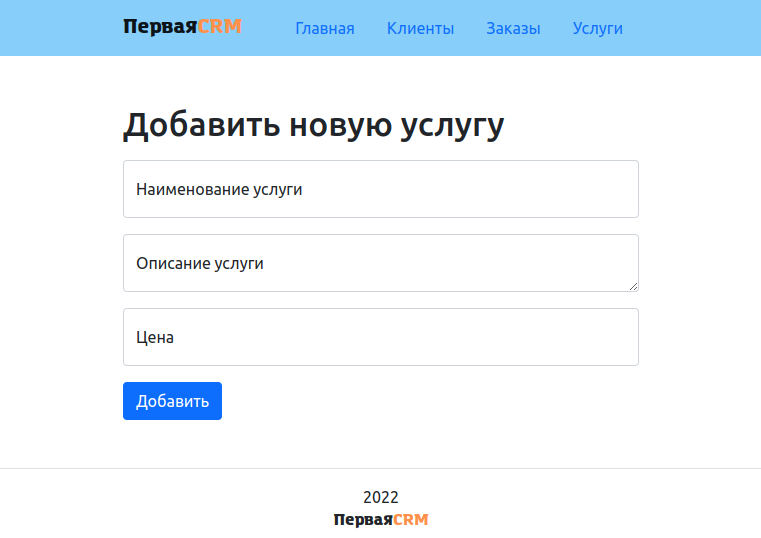 ПерваяCRM Главная Клиенты Заказы Услуги
Добавить новую услугу
Наименование услуги
Описание услуги
Цена
Добавить
2022
ПерваяCRM